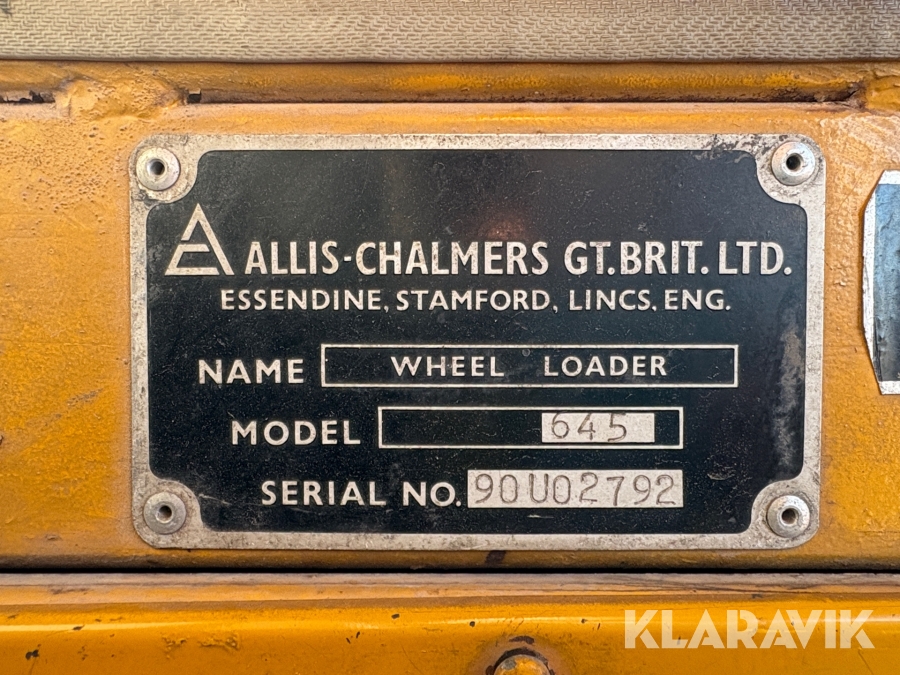 ALLIS-CHALMERS GT.BRIT.LTD.
ESSENDINE, STAMFORD, LINCS, ENG.
NAME WHEEL LOADER
MODEL 645
SERIAL NO. 90U02792
KLARAVIK